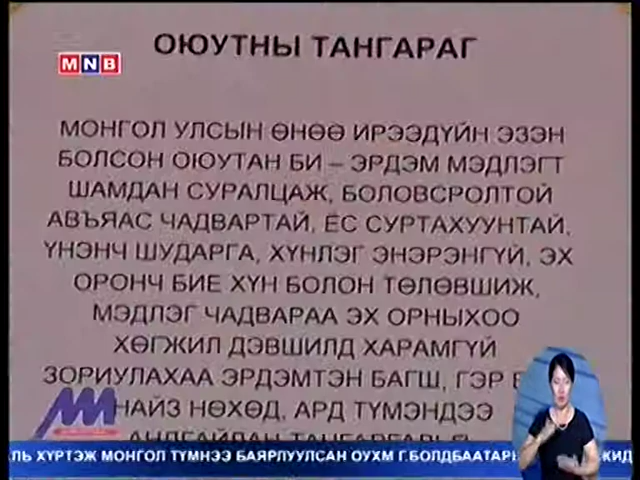 ОЮУТНЫ ТАНГАРАГ
MNB
МОНГОЛ УЛСЫН ӨНӨӨ ИРЭЭДҮЙН ЭЗЭН
БОЛСОН ОЮУТАН БИ – ЭРДЭМ МЭДЛЭГТ
ШАМДАН СУРАЛЦАЖ, БОЛОВСРОЛТОЙ
АВЪЯАС ЧАДВАРТАЙ, ЕС СУРТАХУУНТАЙ,
ҮНЭНЧ ШУДАРГА, ХҮНЛЭГ ЭНЭРЭНГҮЙ, ЭХ
ОРОНЧ БИЕ ХҮН БОЛОН ТӨЛӨВШИЖ,
МЭДЛЭГ ЧАДВАРАА ЭХ ОРНЫХОО
ХӨГЖИЛ ДЭВШИЛД ХАРАМГҮЙ
ЗОРИУЛАХАА ЭРДЭМТЭН БАГШ, ГЭР
НАЙЗ НӨХӨД, АРД ТҮМЭНДЭЭ
АЛЬ ХҮРТЭЖ МОНГОЛ ТҮМНЭЭ БАЯРЛУУЛСАН ОУХМ Г.БОЛДБААТАР